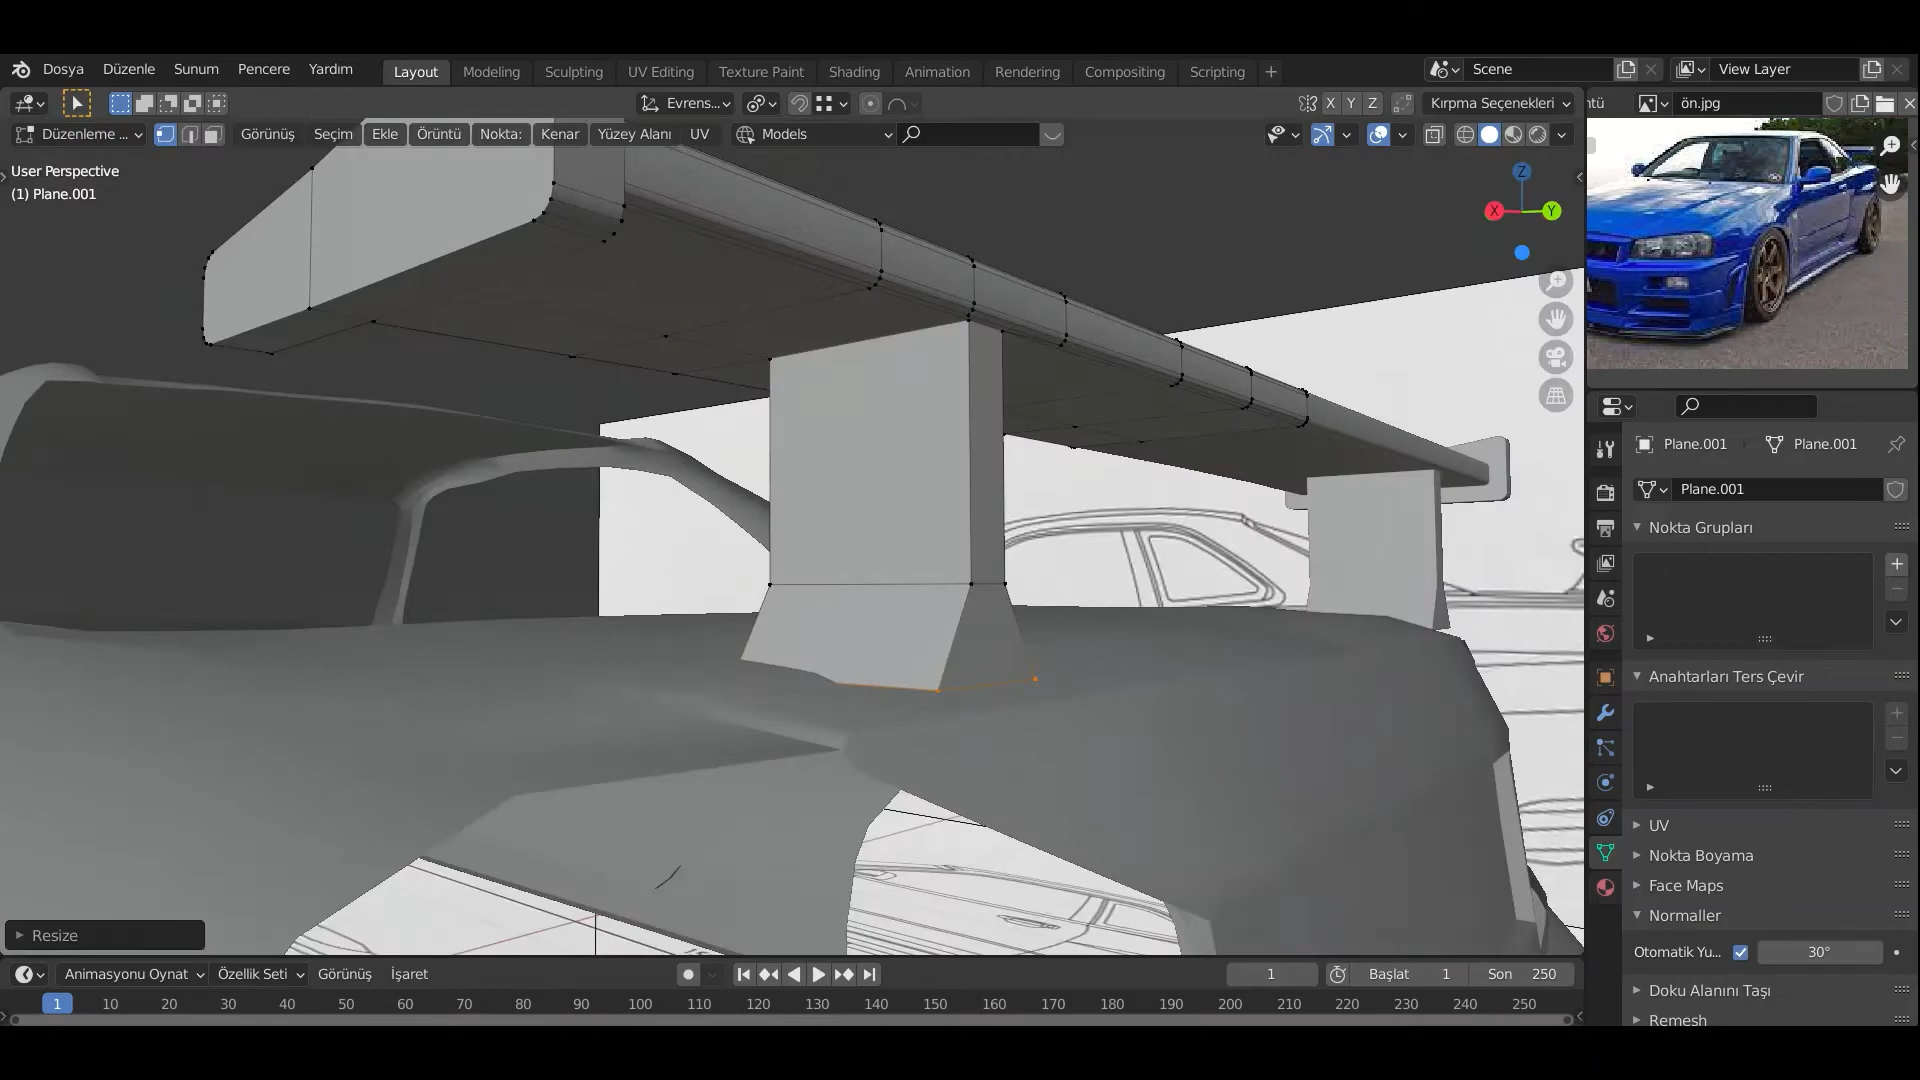 Dosya Düzenle Sunum Pencere Yardım Layout Modeling Sculpting UV Editing Texture Paint Shading Animation Rendering Compositing Scripting + Scene View Layer
Evrens... X Y Z Kırpma Seçenekleri tü ön.jpg
Düzenleme ... Görünüş Seçim Ekle Örüntü Nokta: Kenar Yüzey Alanı UV Models
User Perspective
(1) Plane.001
Z
X Y
Plane.001 Plane.001
Plane.001
Nokta Grupları
Anahtarları Ters Çevir
UV
Nokta Boyama
Face Maps
Normaller
Otomatik Yu... 30°
Doku Alanını Taşı
Remesh
Resize
Animasyonu Oynat Özellik Seti Görünüş İşaret 1 Başlat 1 Son 250
1 10 20 30 40 50 60 70 80 90 100 110 120 130 140 150 160 170 180 190 200 210 220 230 240 250